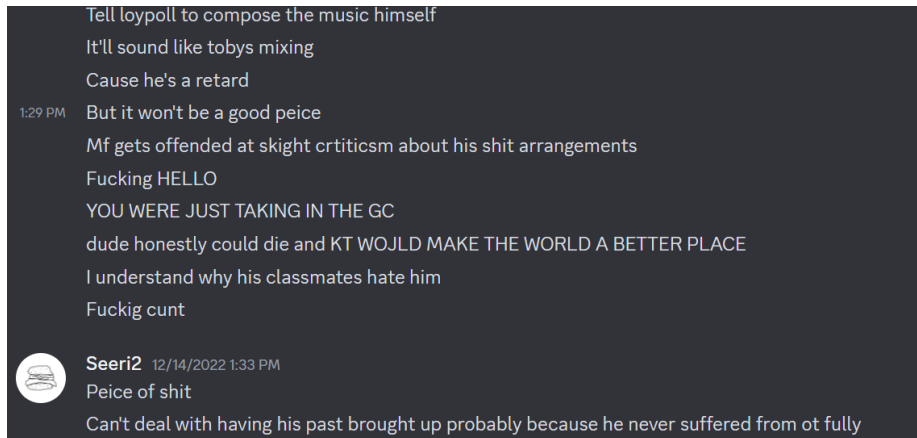 Tell loypoll to compose the music himself
It'll sound like tobys mixing
Cause he's a retard
1:29 PM But it won't be a good peice
Mf gets offended at skight crtiticsm about his shit arrangements
Fucking HELLO
YOU WERE JUST TAKING IN THE GC
dude honestly could die and KT WOJLD MAKE THE WORLD A BETTER PLACE
I understand why his classmates hate him
Fuckig cunt
Seeri2 12/14/2022 1:33 PM
Peice of shit
Can't deal with having his past brought up probably because he never suffered from ot fully